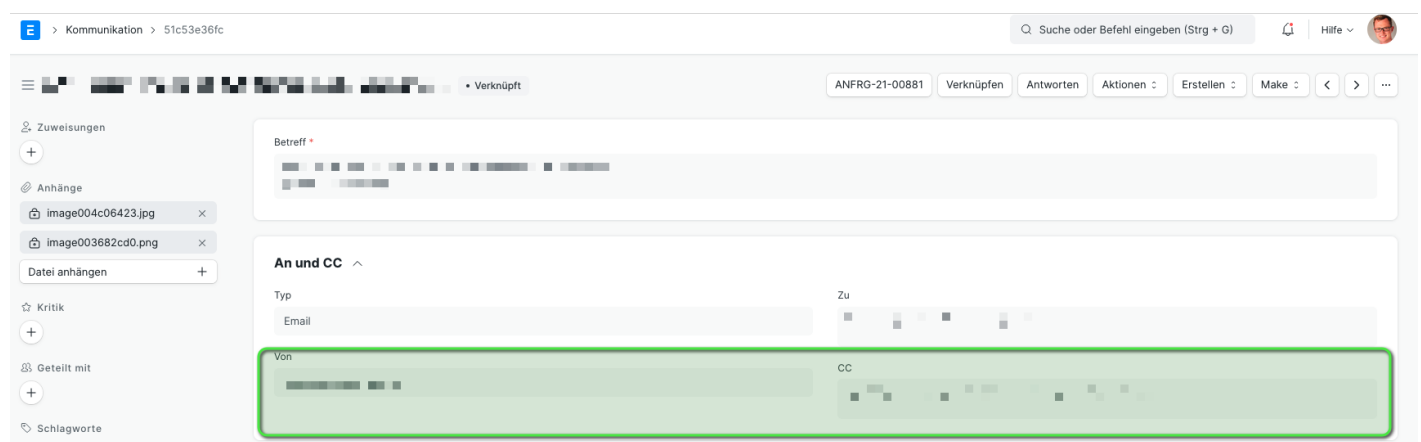 E > Kommunikation > 51c53e36fc
Suche oder Befehl eingeben (Strg + G)
Hilfe
• Verknüpft
ANFRG-21-00881
Verknüpfen
Antworten
Aktionen
Erstellen
Make
< > ...
Zuweisungen
+
Anhänge
image004c06423.jpg ×
image003682cd0.png ×
Datei anhängen +
Kritik
+
Geteilt mit
+
Schlagworte
Betreff *
An und CC
Typ
Email
Zu
Von
CC